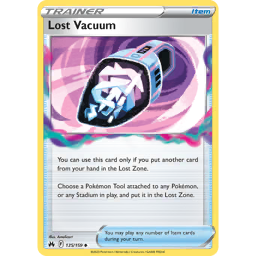 TRAINER Item
Lost Vacuum
You can use this card only if you put another card
from your hand in the Lost Zone.
Choose a Pokémon Tool attached to any Pokémon,
or any Stadium in play, and put it in the Lost Zone.
You may play any number of Item cards
during your turn.
135/159